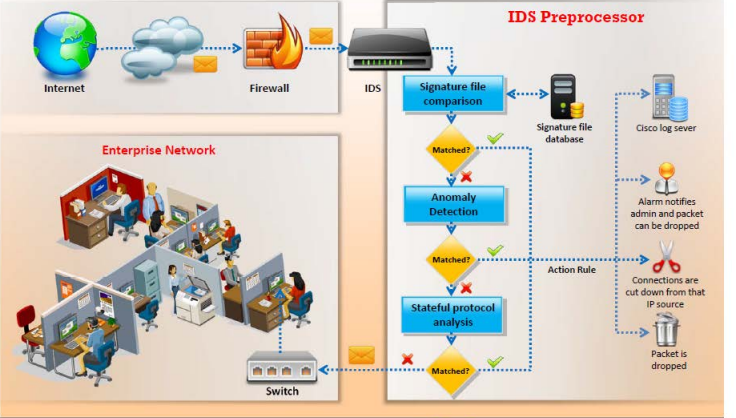 IDS Preprocessor
Internet
Firewall
IDS
Signature file
comparison
Signature file
database
Cisco log sever
Matched?
Enterprise Network
Anomaly
Detection
Alarm notifies
admin and packet
can be dropped
Matched?
Action Rule
Connections are
cut down from that
IP source
Stateful protocol
analysis
Matched?
Packet is
dropped
Switch